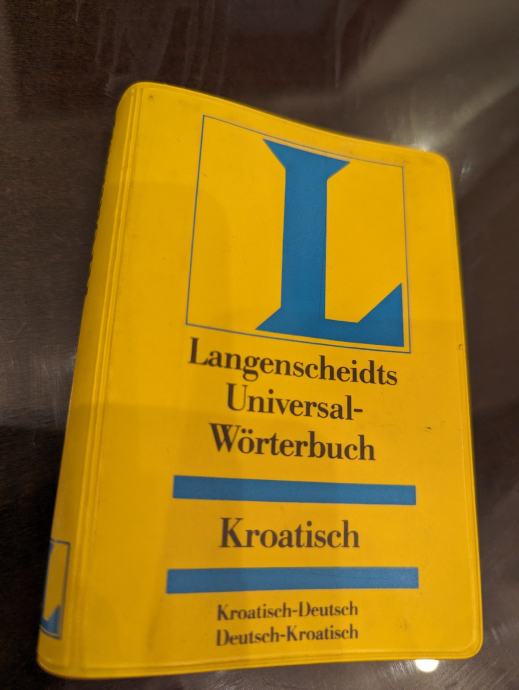 L
Langenscheidts
Universal-
Wörterbuch
Kroatisch
Kroatisch-Deutsch
Deutsch-Kroatisch